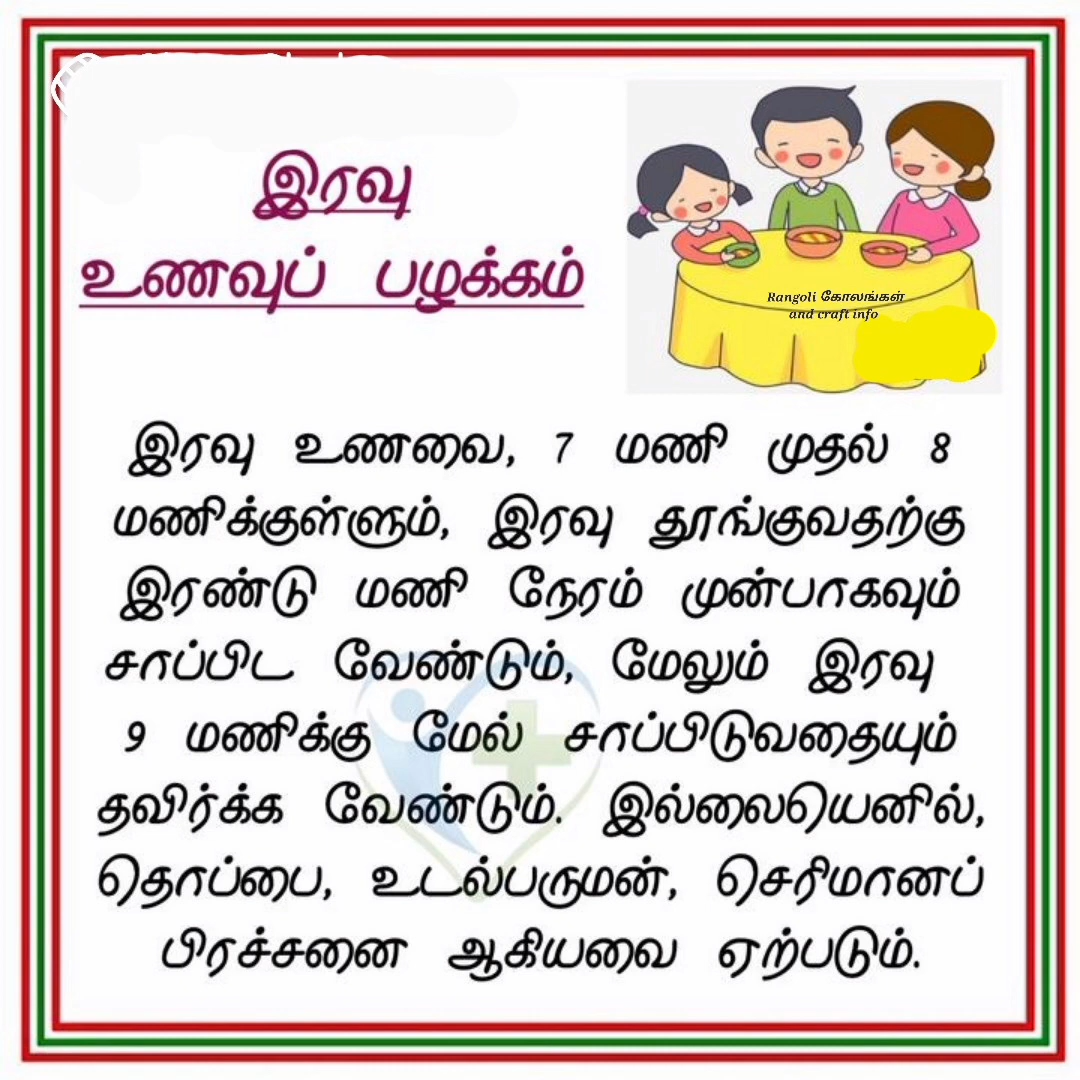 இரவு
உணவுப் பழக்கம்
Rangoli கோலங்கள்
and craft info
இரவு உணவை, 7 மணி முதல் 8
மணிக்குள்ளும், இரவு தூங்குவதற்கு
இரண்டு மணி நேரம் முன்பாகவும்
சாப்பிட வேண்டும், மேலும் இரவு
9 மணிக்கு மேல் சாப்பிடுவதையும்
தவிர்க்க வேண்டும். இல்லையெனில்,
தொப்பை, உடல்பருமன், செரிமானப்
பிரச்சனை ஆகியவை ஏற்படும்.